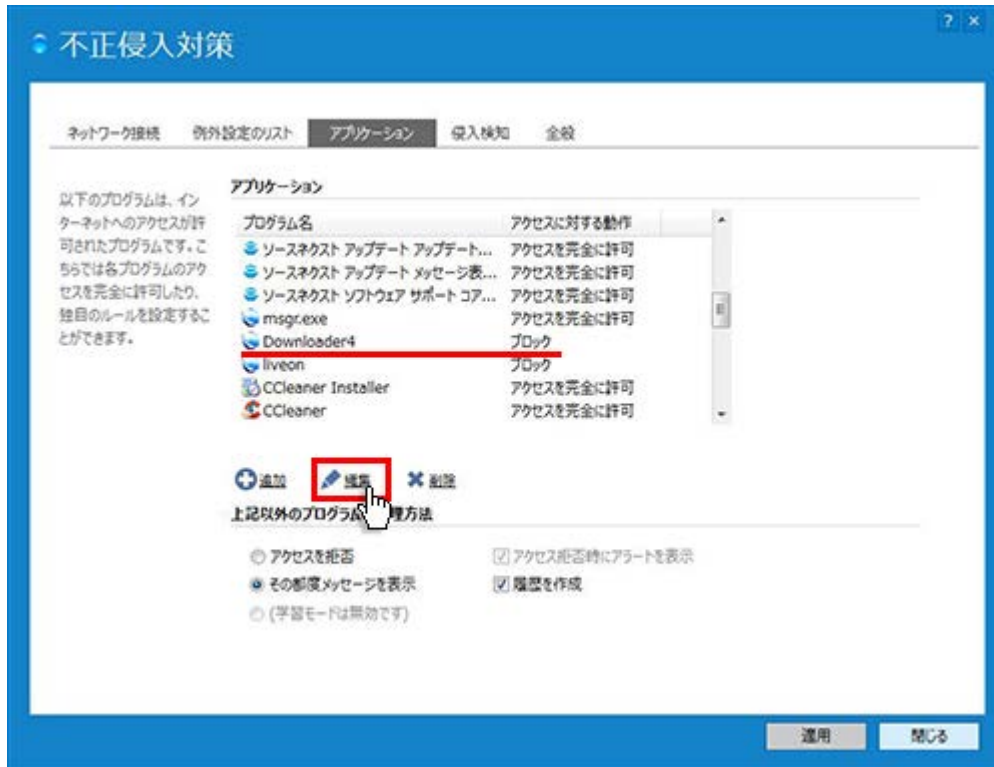 不正侵入対策
? ×
ネットワーク接続 例外設定のリスト アプリケーション 侵入検知 全般
以下のプログラムは、イン
ターネットへのアクセスが許
可されたプログラムです。こ
ちらでは各プログラムのアク
セスを完全に許可したり、
独自のルールを設定するこ
とができます。
アプリケーション
プログラム名 アクセスに対する動作
ソースネクスト アップデート アップデート... アクセスを完全に許可
ソースネクスト アップデート メッセージ表... アクセスを完全に許可
ソースネクスト ソフトウェア サポート コア... アクセスを完全に許可
msgr.exe アクセスを完全に許可
Downloader4 ブロック
liveon ブロック
CCleaner Installer アクセスを完全に許可
CCleaner アクセスを完全に許可
追加 編集 削除
上記以外のプログラム 理方法
アクセスを拒否 アクセス拒否時にアラートを表示
その都度メッセージを表示 履歴を作成
(学習モードは無効です)
適用 閉じる